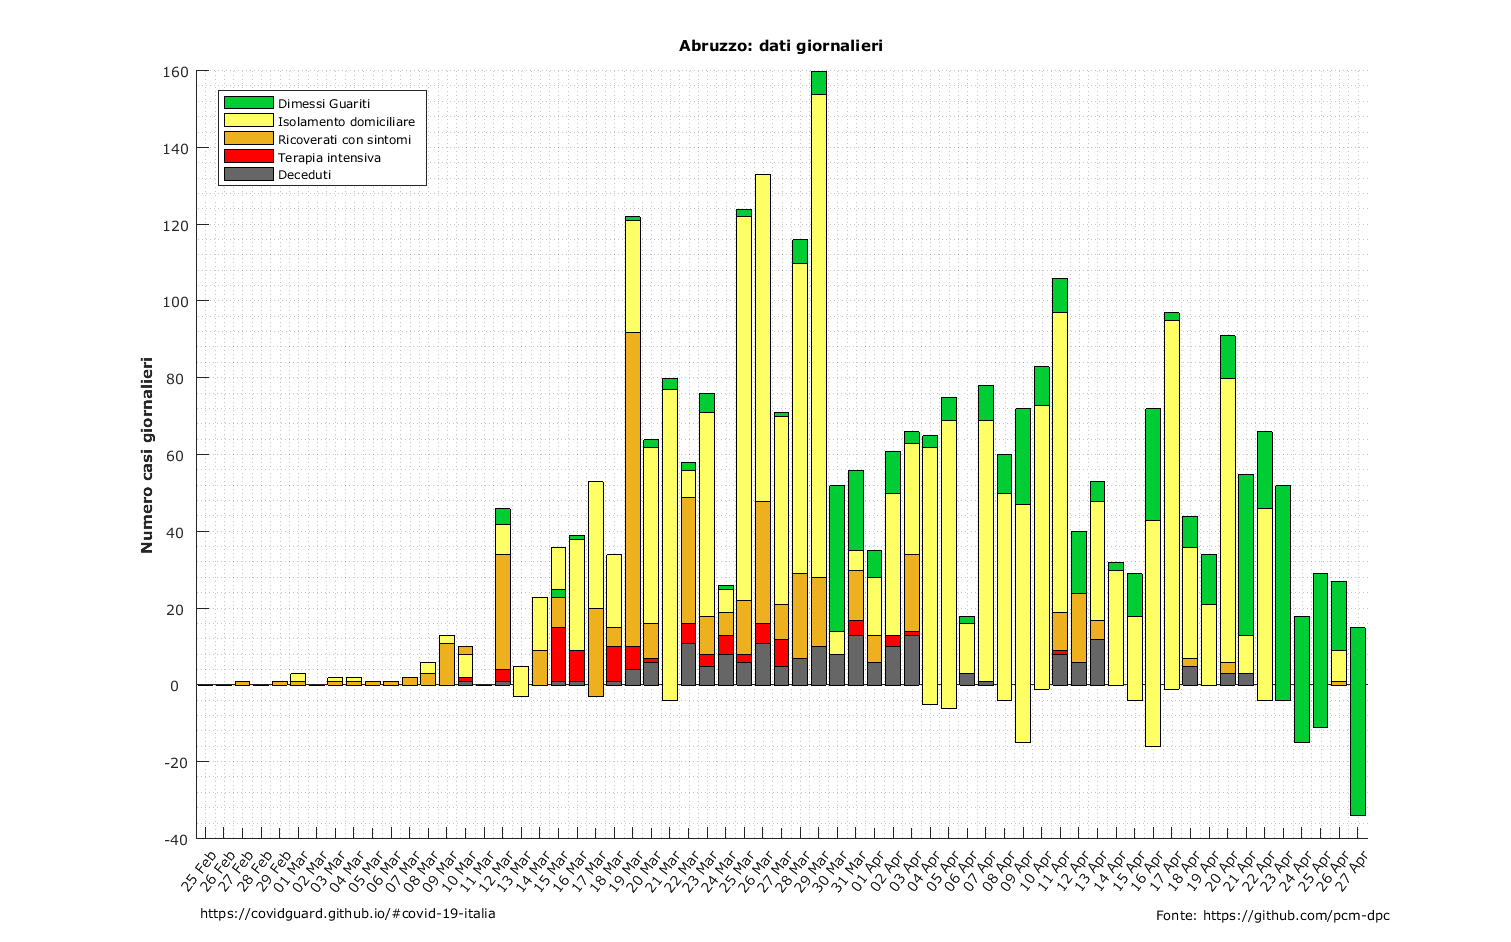 Abruzzo: dati giornalieri
Dimessi Guariti
Isolamento domiciliare
Ricoverati con sintomi
Terapia intensiva
Deceduti
Numero casi giornalieri
160
140
120
100
80
60
40
20
0
-20
-40
25 Feb
26 Feb
27 Feb
28 Feb
29 Feb
01 Mar
02 Mar
03 Mar
04 Mar
05 Mar
06 Mar
07 Mar
08 Mar
09 Mar
10 Mar
11 Mar
12 Mar
13 Mar
14 Mar
15 Mar
16 Mar
17 Mar
18 Mar
19 Mar
20 Mar
21 Mar
22 Mar
23 Mar
24 Mar
25 Mar
26 Mar
27 Mar
28 Mar
29 Mar
30 Mar
31 Mar
01 Apr
02 Apr
03 Apr
04 Apr
05 Apr
06 Apr
07 Apr
08 Apr
09 Apr
10 Apr
11 Apr
12 Apr
13 Apr
14 Apr
15 Apr
16 Apr
17 Apr
18 Apr
19 Apr
20 Apr
21 Apr
22 Apr
23 Apr
24 Apr
25 Apr
26 Apr
27 Apr
https://covidguard.github.io/#covid-19-italia
Fonte: https://github.com/pcm-dpc